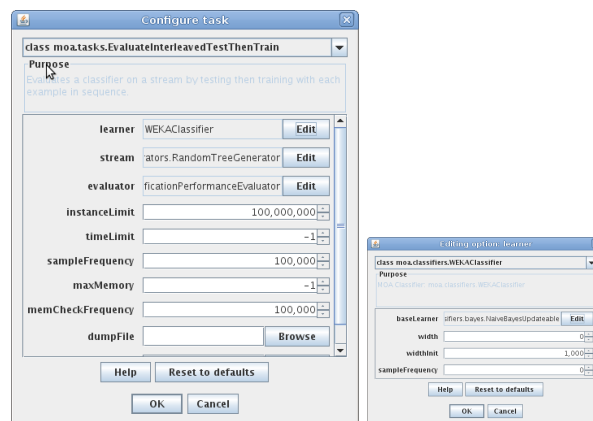 Configure task
class moa.tasks.EvaluateInterleavedTestThenTrain
Purpose
Evaluates a classifier on a stream by testing then training with each
example in sequence.
learner WEKAClassifier Edit
stream rators.RandomTreeGenerator Edit
evaluator ficationPerformanceEvaluator Edit
instanceLimit 100,000,000
timeLimit -1
sampleFrequency 100,000
maxMemory -1
memCheckFrequency 100,000
dumpFile Browse
Help Reset to defaults
OK Cancel
Editing option: learner
class moa.classifiers.WEKAClassifier
Purpose
MOA Classifier: moa.classifiers.WEKAClassifier
baseLearner sifiers.bayes.NaiveBayesUpdateable Edit
width 0
widthInit 1,000
sampleFrequency 0
Help Reset to defaults
OK Cancel